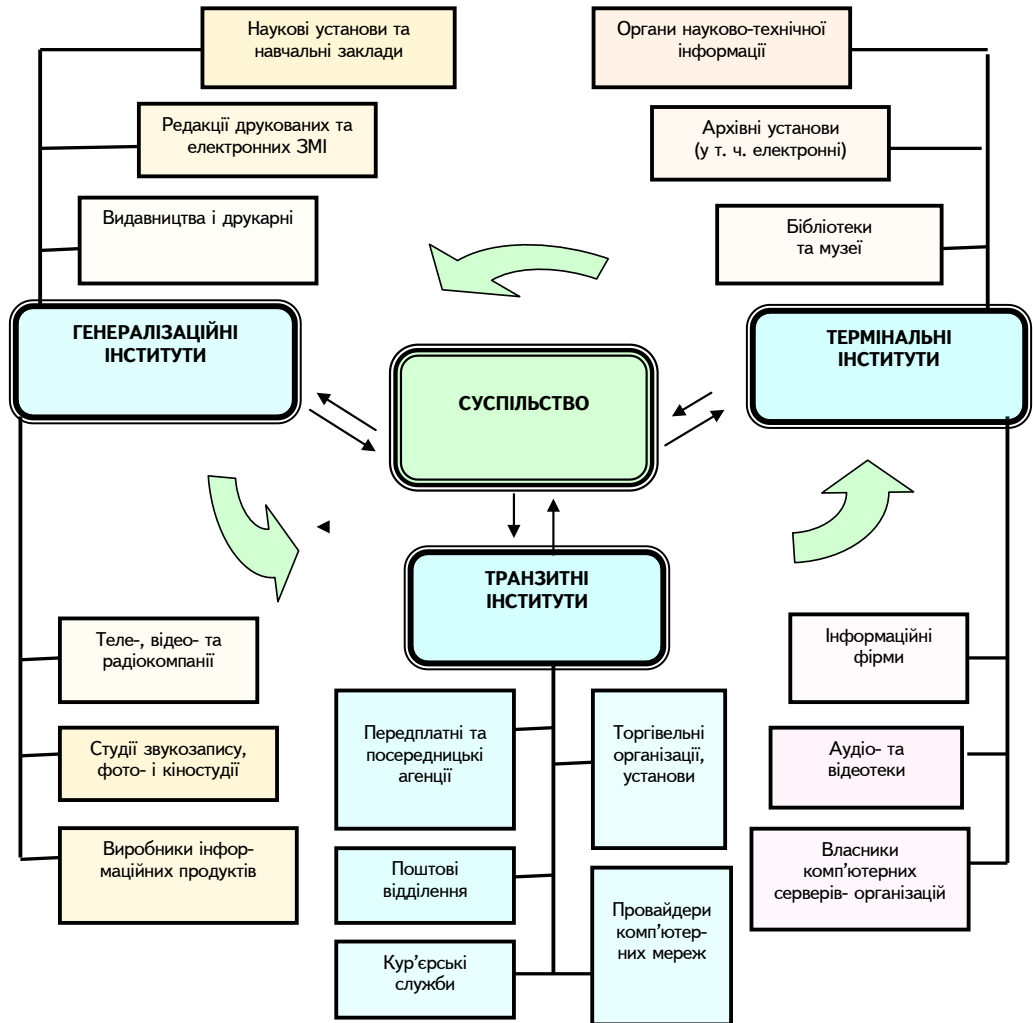 Наукові установи та
навчальні заклади
Органи науково-технічної
інформації
Редакції друкованих та
електронних ЗМІ
Архівні установи
(у т. ч. електронні)
Видавництва і друкарні
Бібліотеки
та музеї
ГЕНЕРАЛІЗАЦІЙНІ
ІНСТИТУТИ
СУСПІЛЬСТВО
ТЕРМІНАЛЬНІ
ІНСТИТУТИ
ТРАНЗИТНІ
ІНСТИТУТИ
Теле-, відео- та
радіокомпанії
Студії звукозапису,
фото- і кіностудії
Виробники інфор-
маційних продуктів
Передплатні та
посередницькі
агенції
Поштові
відділення
Кур’єрські
служби
Торгівельні
організації,
установи
Провайдери
комп’ютер-
них мереж
Інформаційні
фірми
Аудіо- та
відеотеки
Власники
комп’ютерних
серверів- організацій